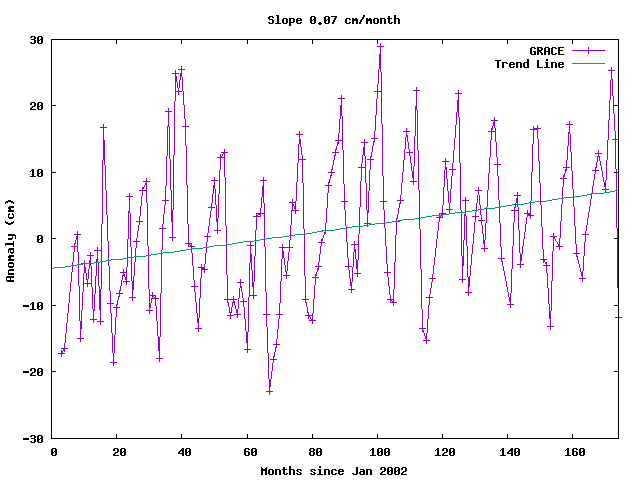 Slope 0.07 cm/month
GRACE
Trend Line
30
20
10
0
-10
-20
-30
Anomaly (cm)
0 20 40 60 80 100 120 140 160
Months since Jan 2002